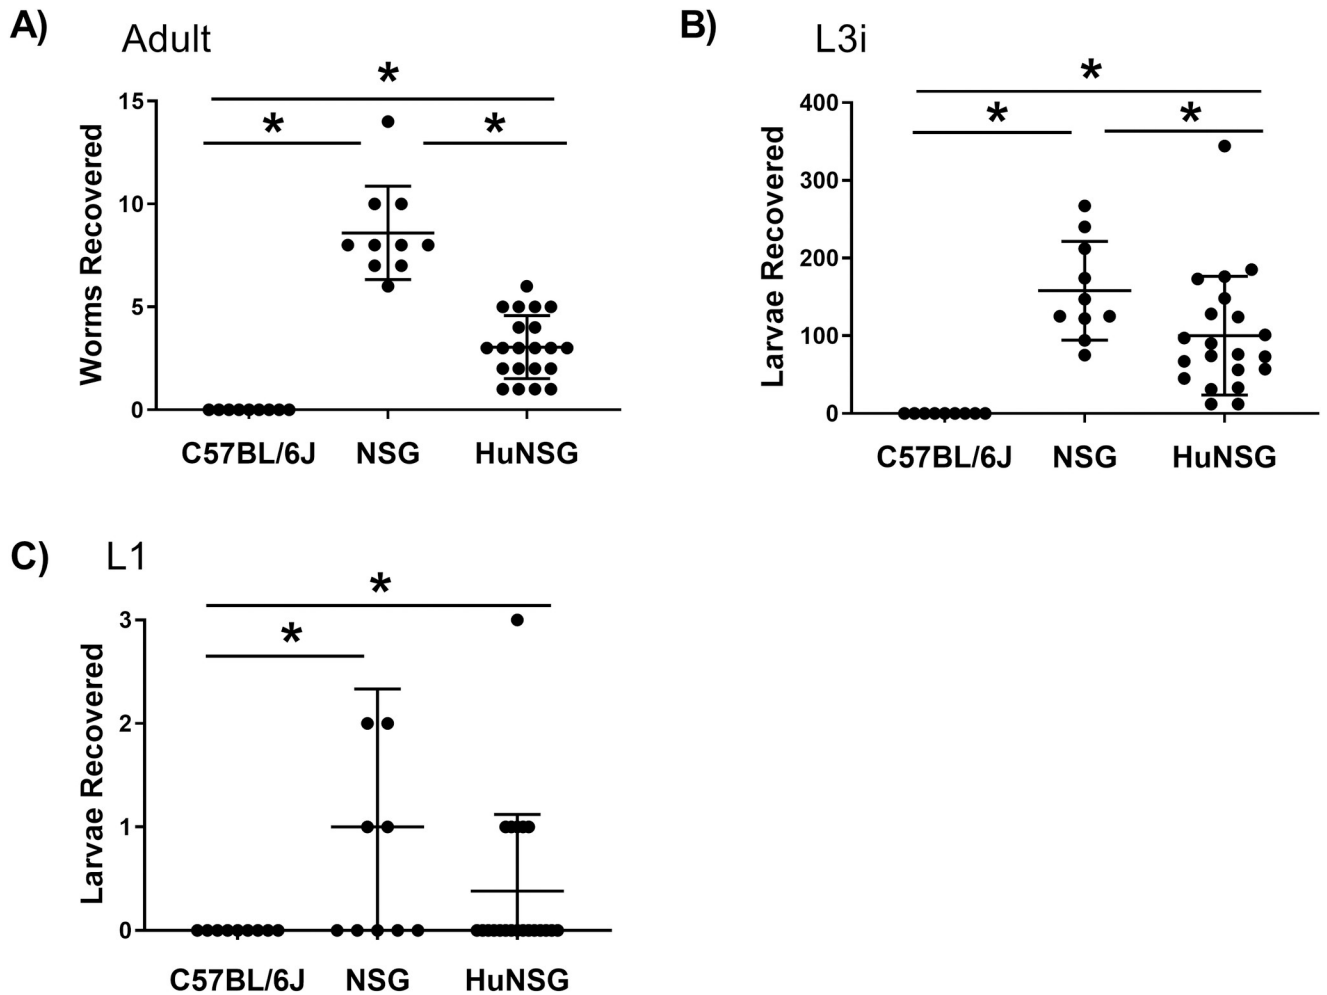 A)
Adult
*
* *
Worms Recovered
15
10
5
0
C57BL/6J NSG HuNSG
B)
L3i
*
* *
Larvae Recovered
400
300
200
100
0
C57BL/6J NSG HuNSG
C)
L1
*
*
Larvae Recovered
3
2
1
0
C57BL/6J NSG HuNSG